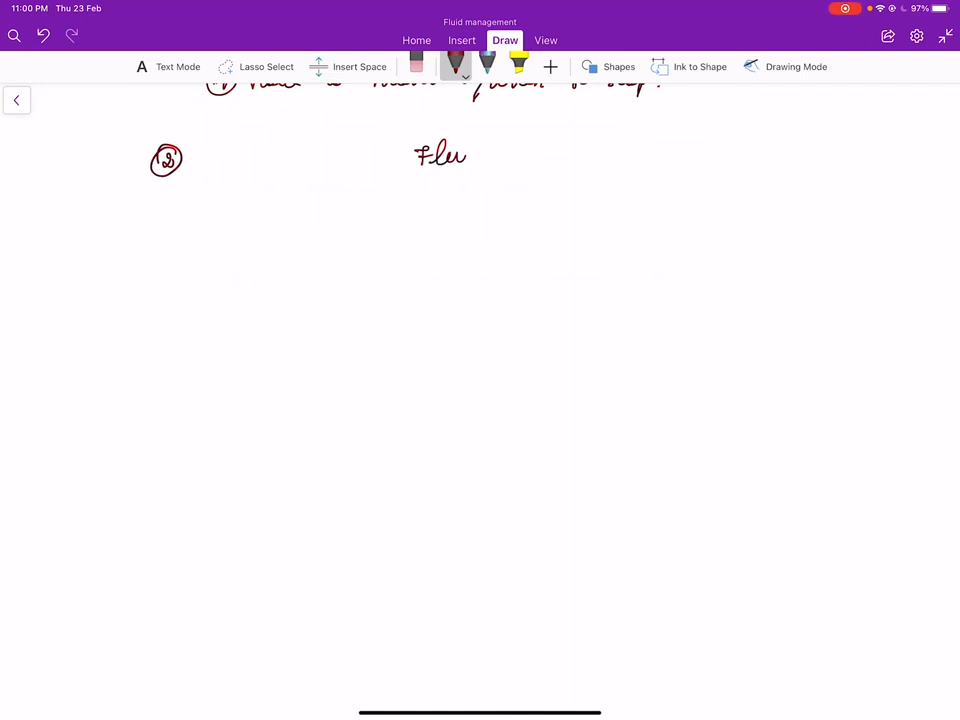 11:00 PM Thu 23 Feb
97%
Fluid management
Home Insert Draw View
A Text Mode Lasso Select Insert Space Shapes Ink to Shape Drawing Mode
Flu